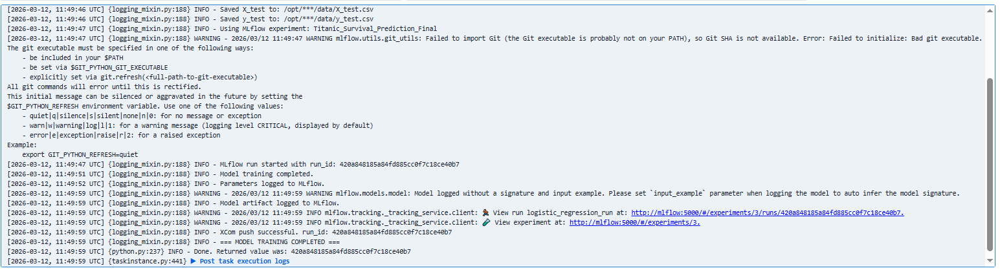 [2026-03-12, 11:49:46 UTC] {logging_mixin.py:188} INFO - Saved X_test to: /opt/***/data/X_test.csv
[2026-03-12, 11:49:46 UTC] {logging_mixin.py:188} INFO - Saved y_test to: /opt/***/data/y_test.csv
[2026-03-12, 11:49:47 UTC] {logging_mixin.py:188} INFO - Using MLflow experiment: Titanic_Survival_Prediction_Final
[2026-03-12, 11:49:47 UTC] {logging_mixin.py:188} WARNING - 2026/03/12 11:49:47 WARNING mlflow.utils.git_utils: Failed to import Git (the Git executable is probably not on your PATH), so Git SHA is not available. Error: Failed to initialize: Bad git executable.
The git executable must be specified in one of the following ways:
    - be included in your $PATH
    - be set via $GIT_PYTHON_GIT_EXECUTABLE
    - explicitly set via git.refresh(<full-path-to-git-executable>)
All git commands will error until this is rectified.
This initial message can be silenced or aggravated in the future by setting the
$GIT_PYTHON_REFRESH environment variable. Use one of the following values:
    - quiet|q|silence|s|silent|none|n|0: for no message or exception
    - warn|w|warning|log|l|1: for a warning message (logging level CRITICAL, displayed by default)
    - error|e|exception|raise|r|2: for a raised exception
Example:
    export GIT_PYTHON_REFRESH=quiet
[2026-03-12, 11:49:47 UTC] {logging_mixin.py:188} INFO - MLflow run started with run_id: 420a848185a84fd885cc0f7c18ce40b7
[2026-03-12, 11:49:51 UTC] {logging_mixin.py:188} INFO - Model training completed.
[2026-03-12, 11:49:52 UTC] {logging_mixin.py:188} INFO - Parameters logged to MLflow.
[2026-03-12, 11:49:59 UTC] {logging_mixin.py:188} WARNING - 2026/03/12 11:49:59 WARNING mlflow.models.model: Model logged without a signature and input example. Please set `input_example` parameter when logging the model to auto infer the model signature.
[2026-03-12, 11:49:59 UTC] {logging_mixin.py:188} INFO - Model artifact logged to MLflow.
[2026-03-12, 11:49:59 UTC] {logging_mixin.py:188} WARNING - 2026/03/12 11:49:59 INFO mlflow.tracking._tracking_service.client: 🏃 View run logistic_regression_run at: http://mlflow:5000/#/experiments/3/runs/420a848185a84fd885cc0f7c18ce40b7.
[2026-03-12, 11:49:59 UTC] {logging_mixin.py:188} WARNING - 2026/03/12 11:49:59 INFO mlflow.tracking._tracking_service.client: 🧪 View experiment at: http://mlflow:5000/#/experiments/3.
[2026-03-12, 11:49:59 UTC] {logging_mixin.py:188} INFO - XCom push successful. run_id: 420a848185a84fd885cc0f7c18ce40b7
[2026-03-12, 11:49:59 UTC] {logging_mixin.py:188} INFO - === MODEL TRAINING COMPLETED ===
[2026-03-12, 11:49:59 UTC] {python.py:237} INFO - Done. Returned value was: 420a848185a84fd885cc0f7c18ce40b7
[2026-03-12, 11:49:59 UTC] {taskinstance.py:441} ▶ Post task execution logs